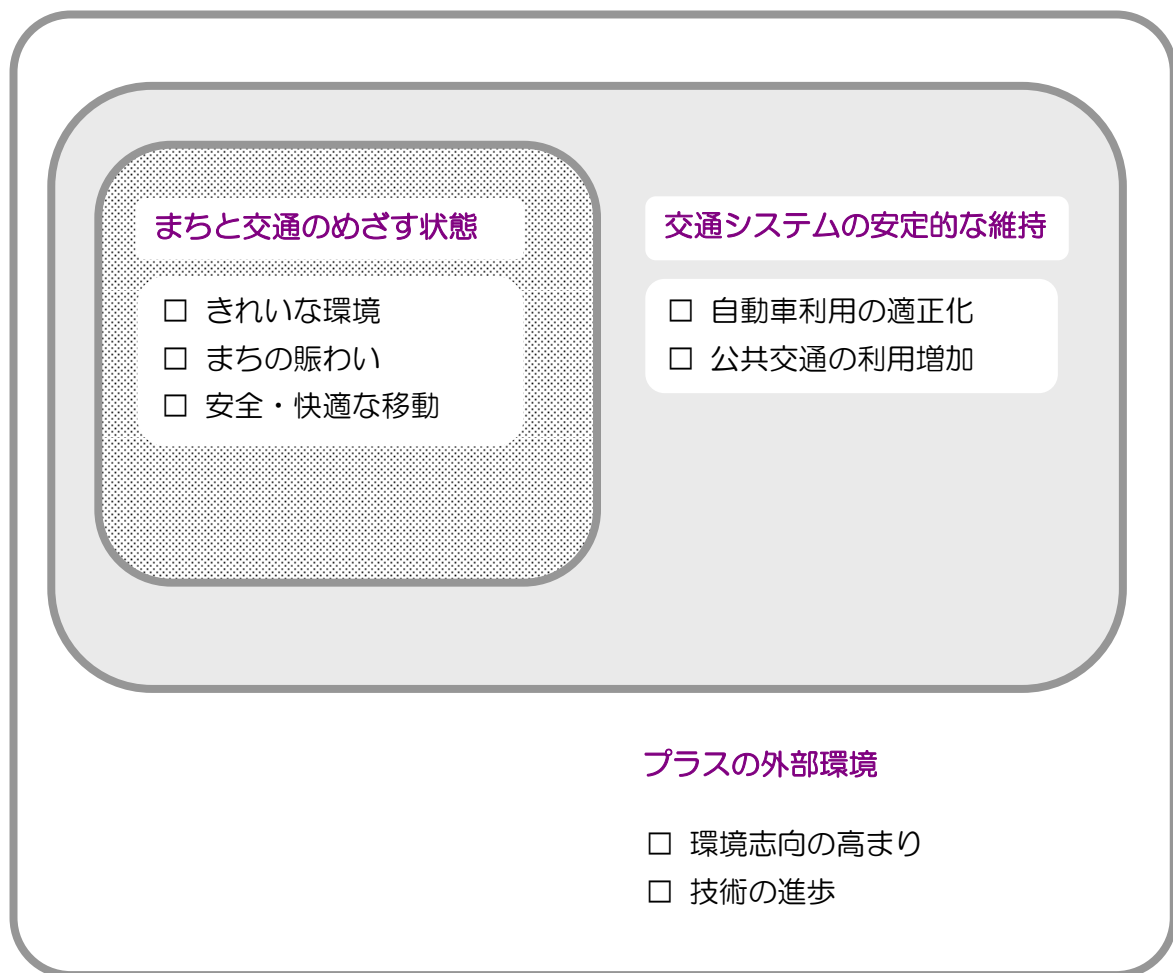 まちと交通のめざす状態
□ きれいな環境
□ まちの賑わい
□ 安全・快適な移動
交通システムの安定的な維持
□ 自動車利用の適正化
□ 公共交通の利用増加
プラスの外部環境
□ 環境志向の高まり
□ 技術の進歩